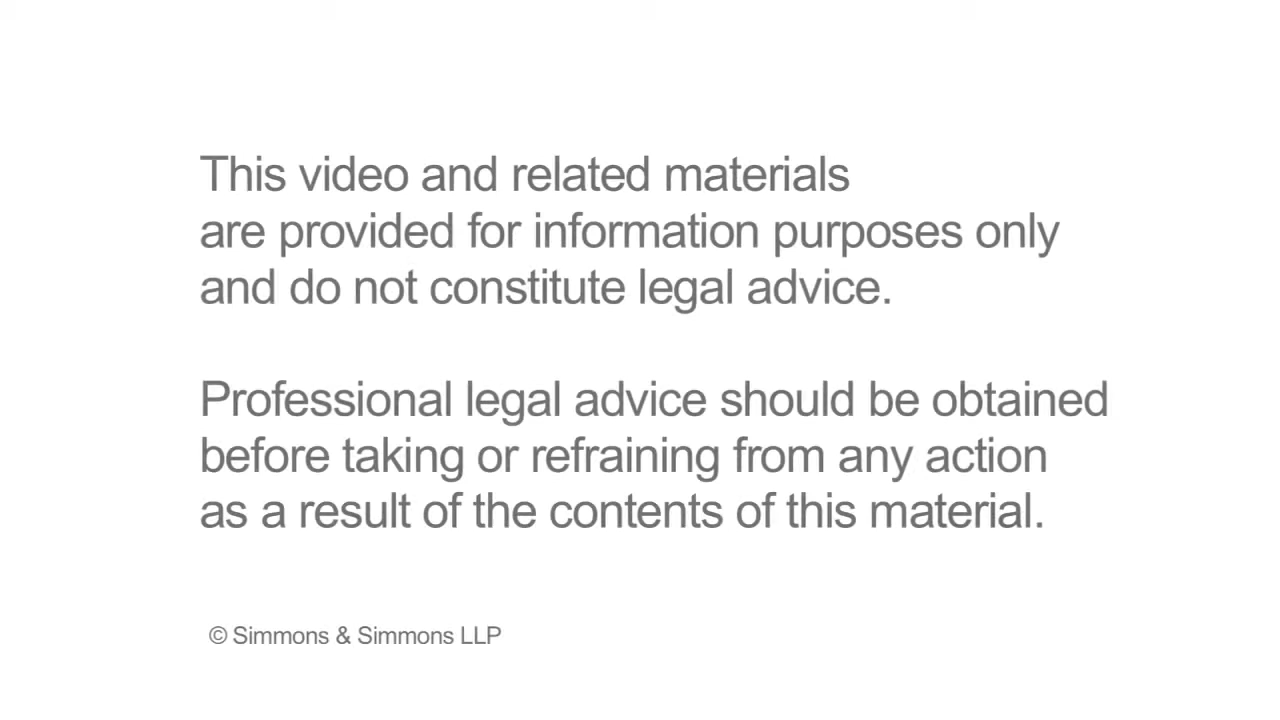 This video and related materials
are provided for information purposes only
and do not constitute legal advice.
Professional legal advice should be obtained
before taking or refraining from any action
as a result of the contents of this material.
© Simmons & Simmons LLP